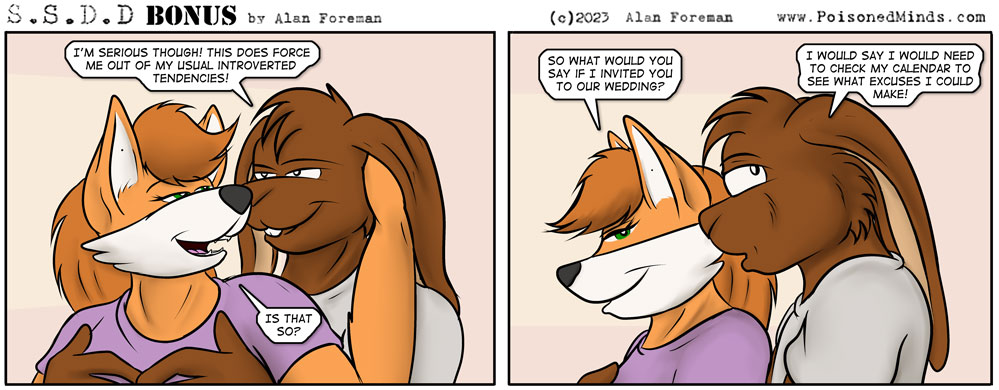 S.S.D.D BONUS by Alan Foreman
(c)2023 Alan Foreman www.PoisonedMinds.com
I'M SERIOUS THOUGH! THIS DOES FORCE
ME OUT OF MY USUAL INTROVERTED
TENDENCIES!
IS THAT
SO?
SO WHAT WOULD YOU
SAY IF I INVITED YOU
TO OUR WEDDING?
I WOULD SAY I WOULD NEED
TO CHECK MY CALENDAR TO
SEE WHAT EXCUSES I COULD
MAKE!